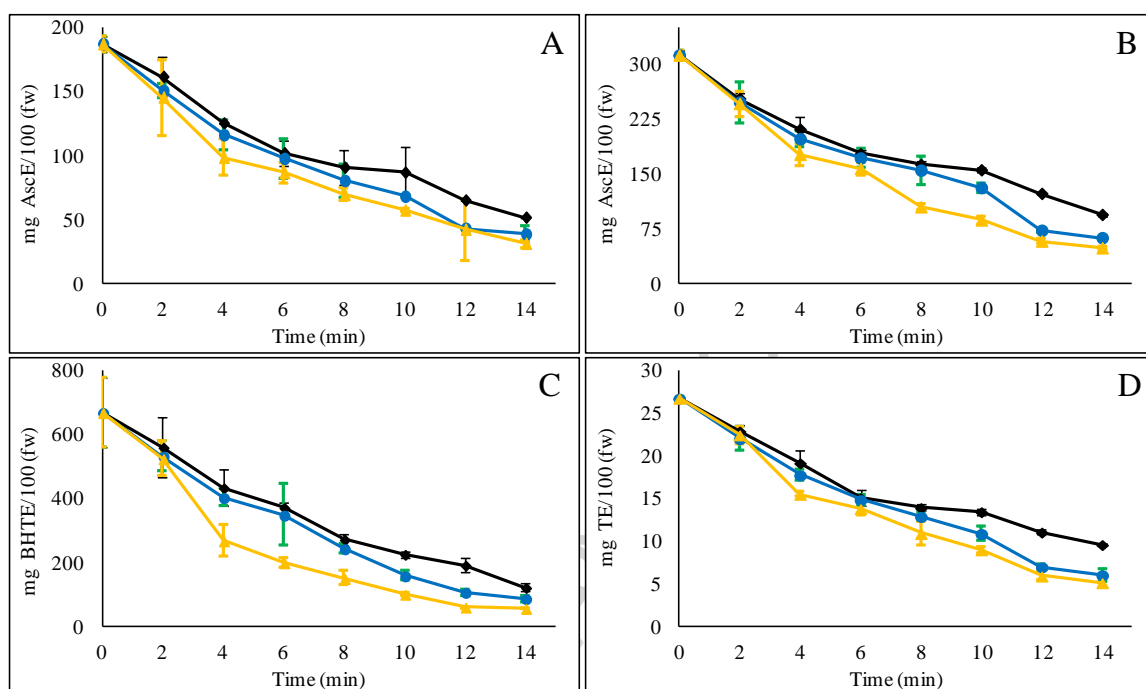 A
200
150
100
50
0
mg AscE/100 (fw)
0 2 4 6 8 10 12 14
Time (min)
B
300
225
150
75
0
mg AscE/100 (fw)
0 2 4 6 8 10 12 14
Time (min)
C
800
600
400
200
0
mg BHTE/100 (fw)
0 2 4 6 8 10 12 14
Time (min)
D
30
25
20
15
10
5
0
mg TE/100 (fw)
0 2 4 6 8 10 12 14
Time (min)